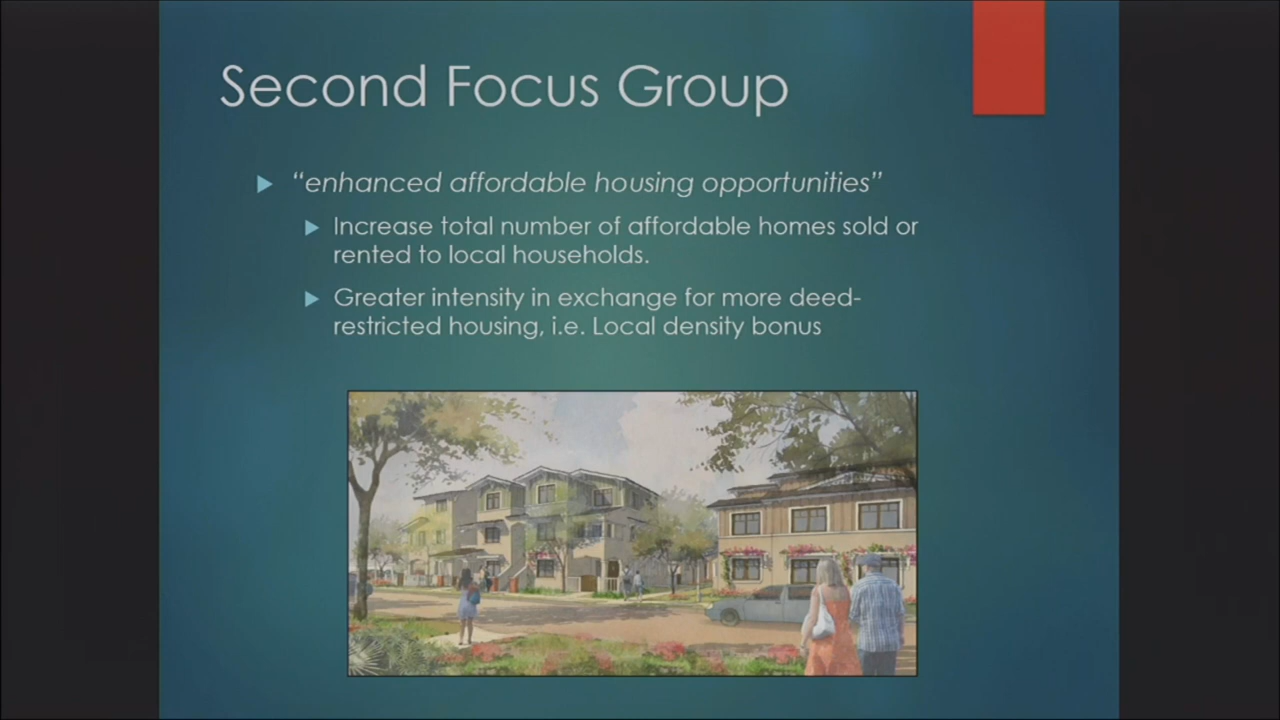 Second Focus Group
“enhanced affordable housing opportunities”
Increase total number of affordable homes sold or
rented to local households.
Greater intensity in exchange for more deed-
restricted housing, i.e. Local density bonus